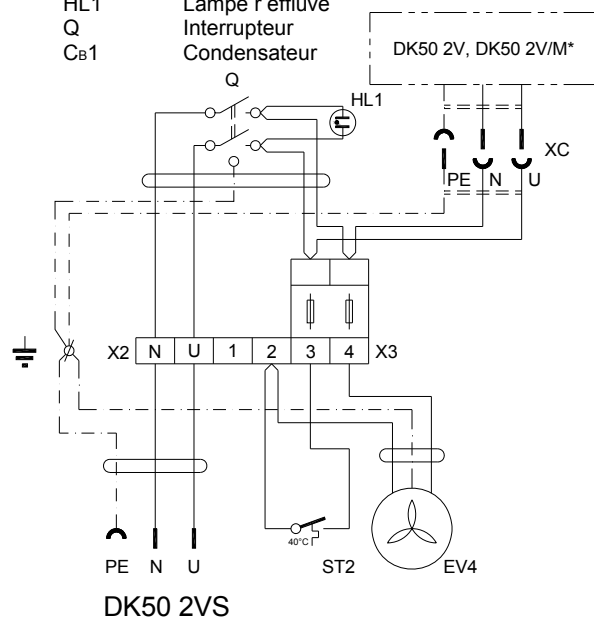 HL1 Lampe r effluve
Q Interrupteur
CB1 Condensateur
DK50 2V, DK50 2V/M*
Q
HL1
XC
PE N U
X2 N U 1 2 3 4 X3
40°C
PE N U ST2 EV4
DK50 2VS